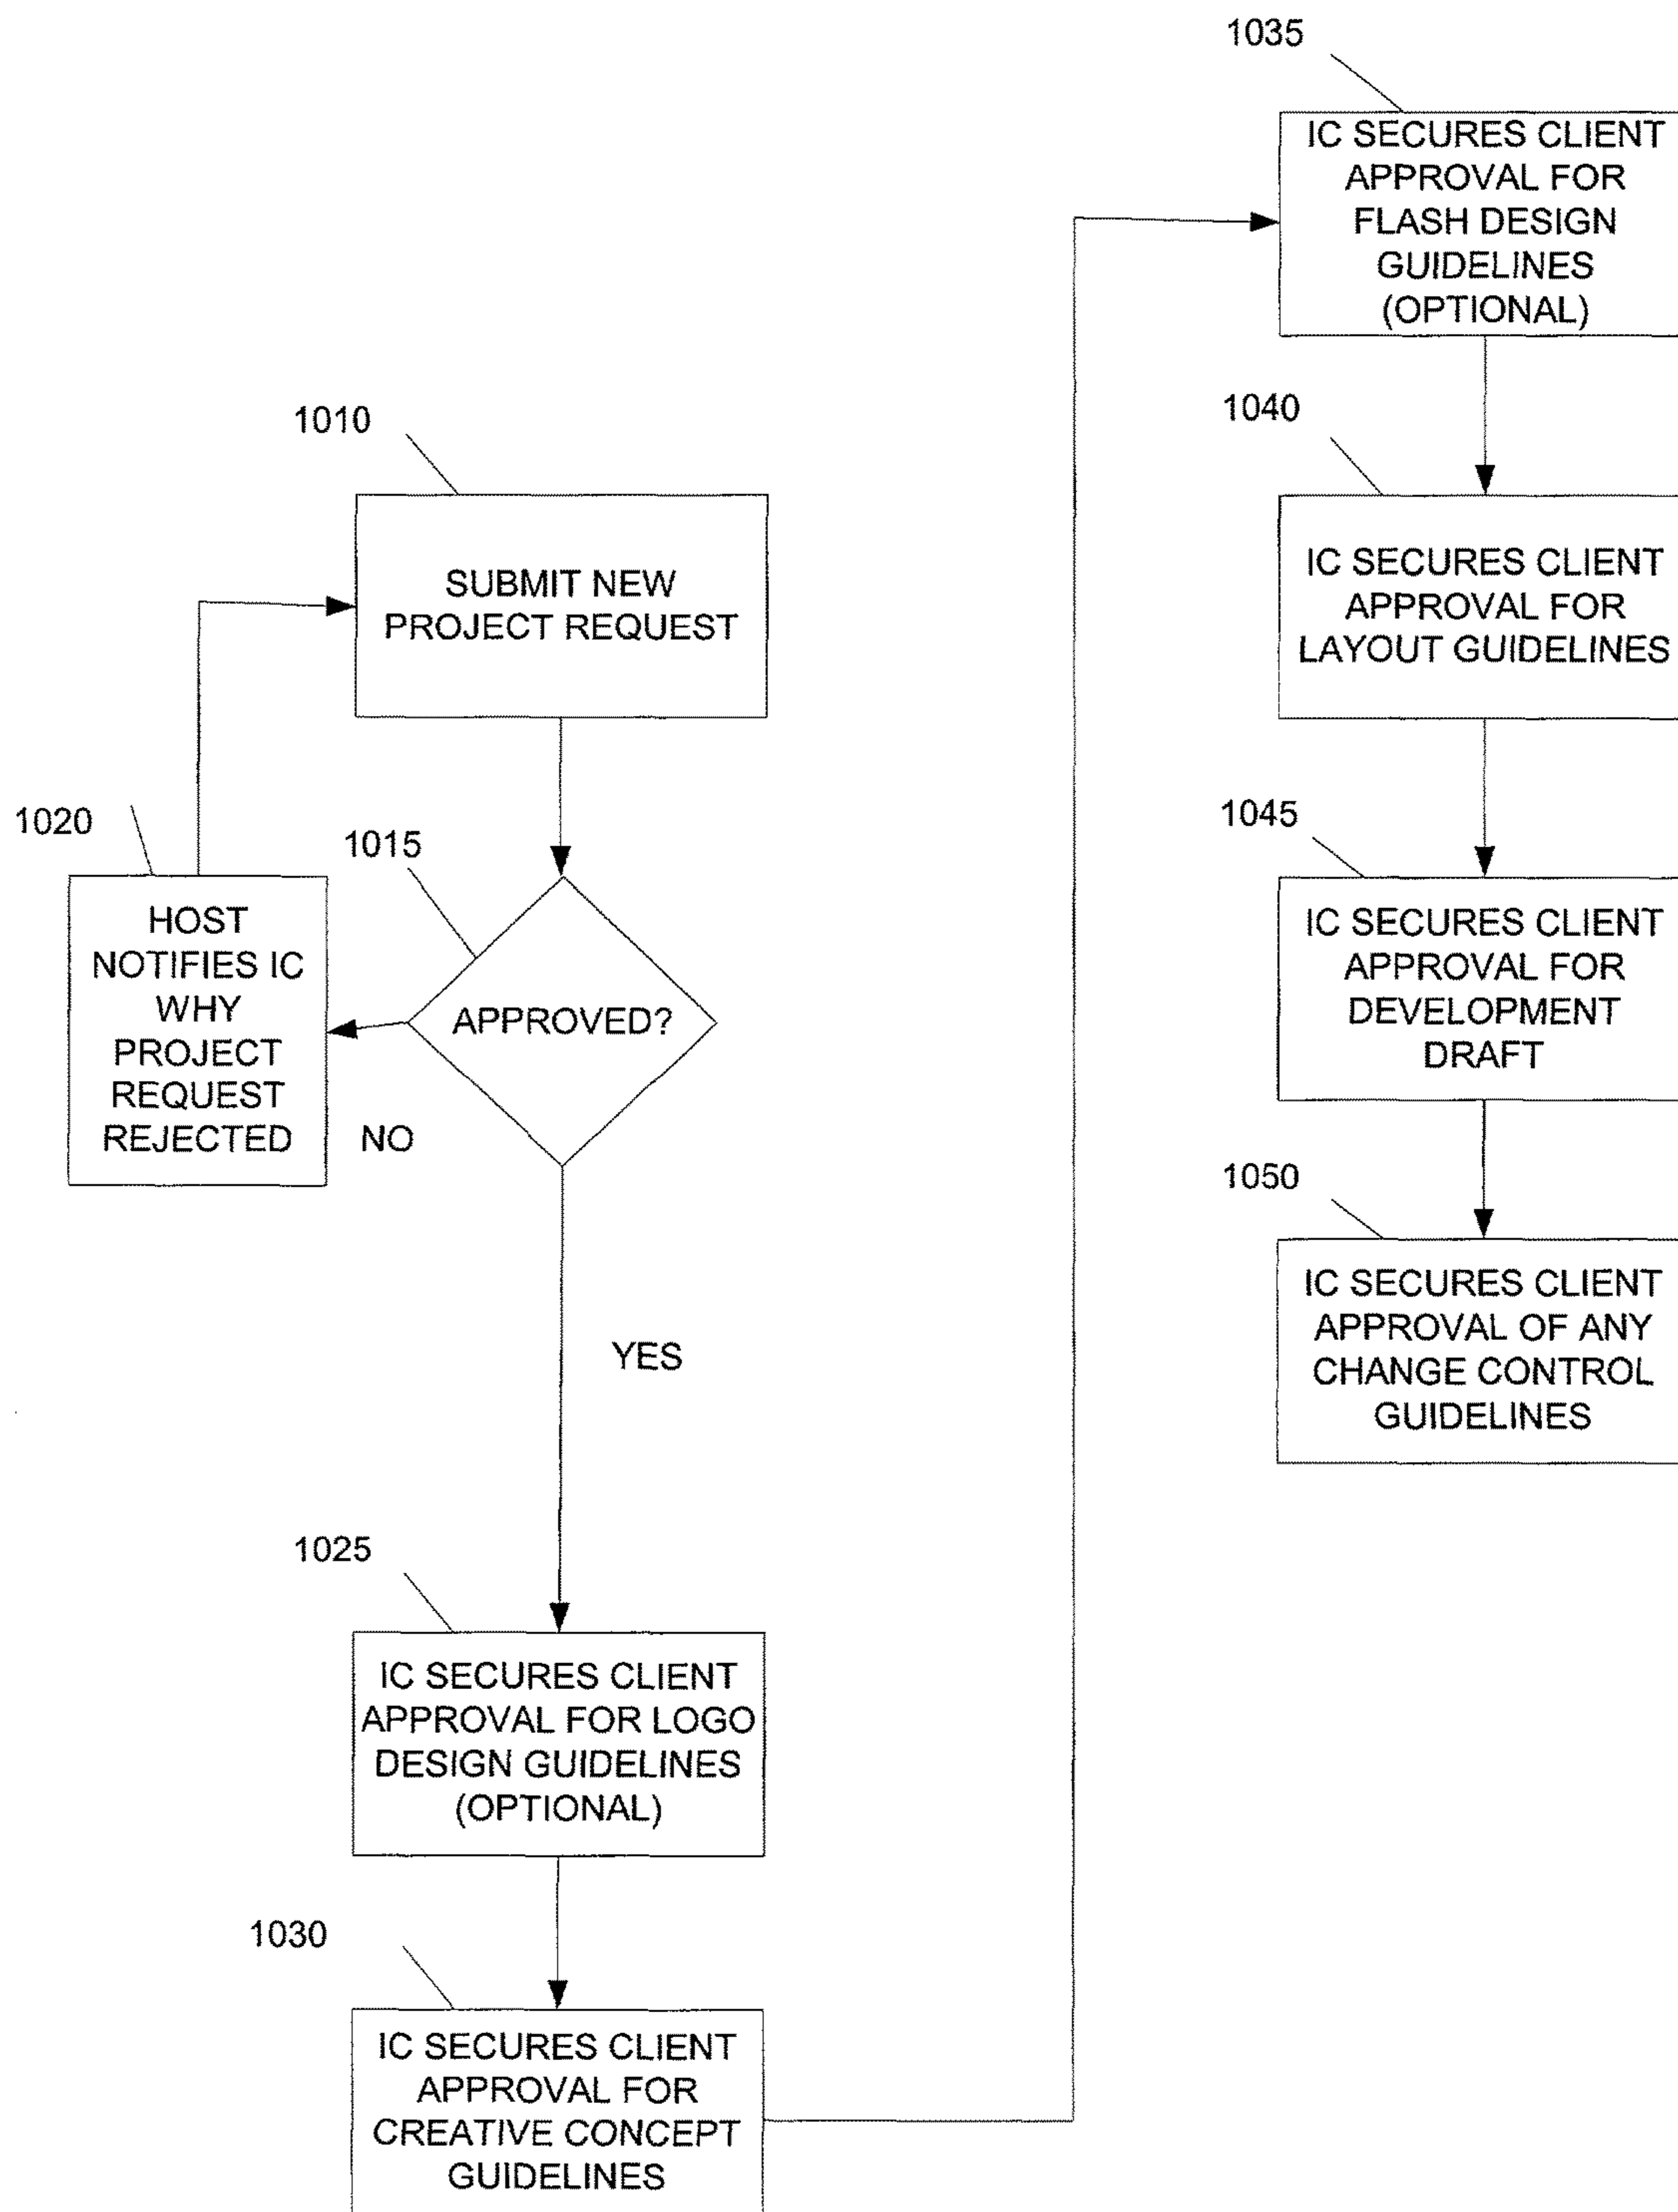 1010
SUBMIT NEW
PROJECT REQUEST
1020
HOST
NOTIFIES IC
WHY
PROJECT
REQUEST
REJECTED
1015
APPROVED?
NO
YES
1025
IC SECURES CLIENT
APPROVAL FOR LOGO
DESIGN GUIDELINES
(OPTIONAL)
1030
IC SECURES CLIENT
APPROVAL FOR
CREATIVE CONCEPT
GUIDELINES
1035
IC SECURES CLIENT
APPROVAL FOR
FLASH DESIGN
GUIDELINES
(OPTIONAL)
1040
IC SECURES CLIENT
APPROVAL FOR
LAYOUT GUIDELINES
1045
IC SECURES CLIENT
APPROVAL FOR
DEVELOPMENT
DRAFT
1050
IC SECURES CLIENT
APPROVAL OF ANY
CHANGE CONTROL
GUIDELINES